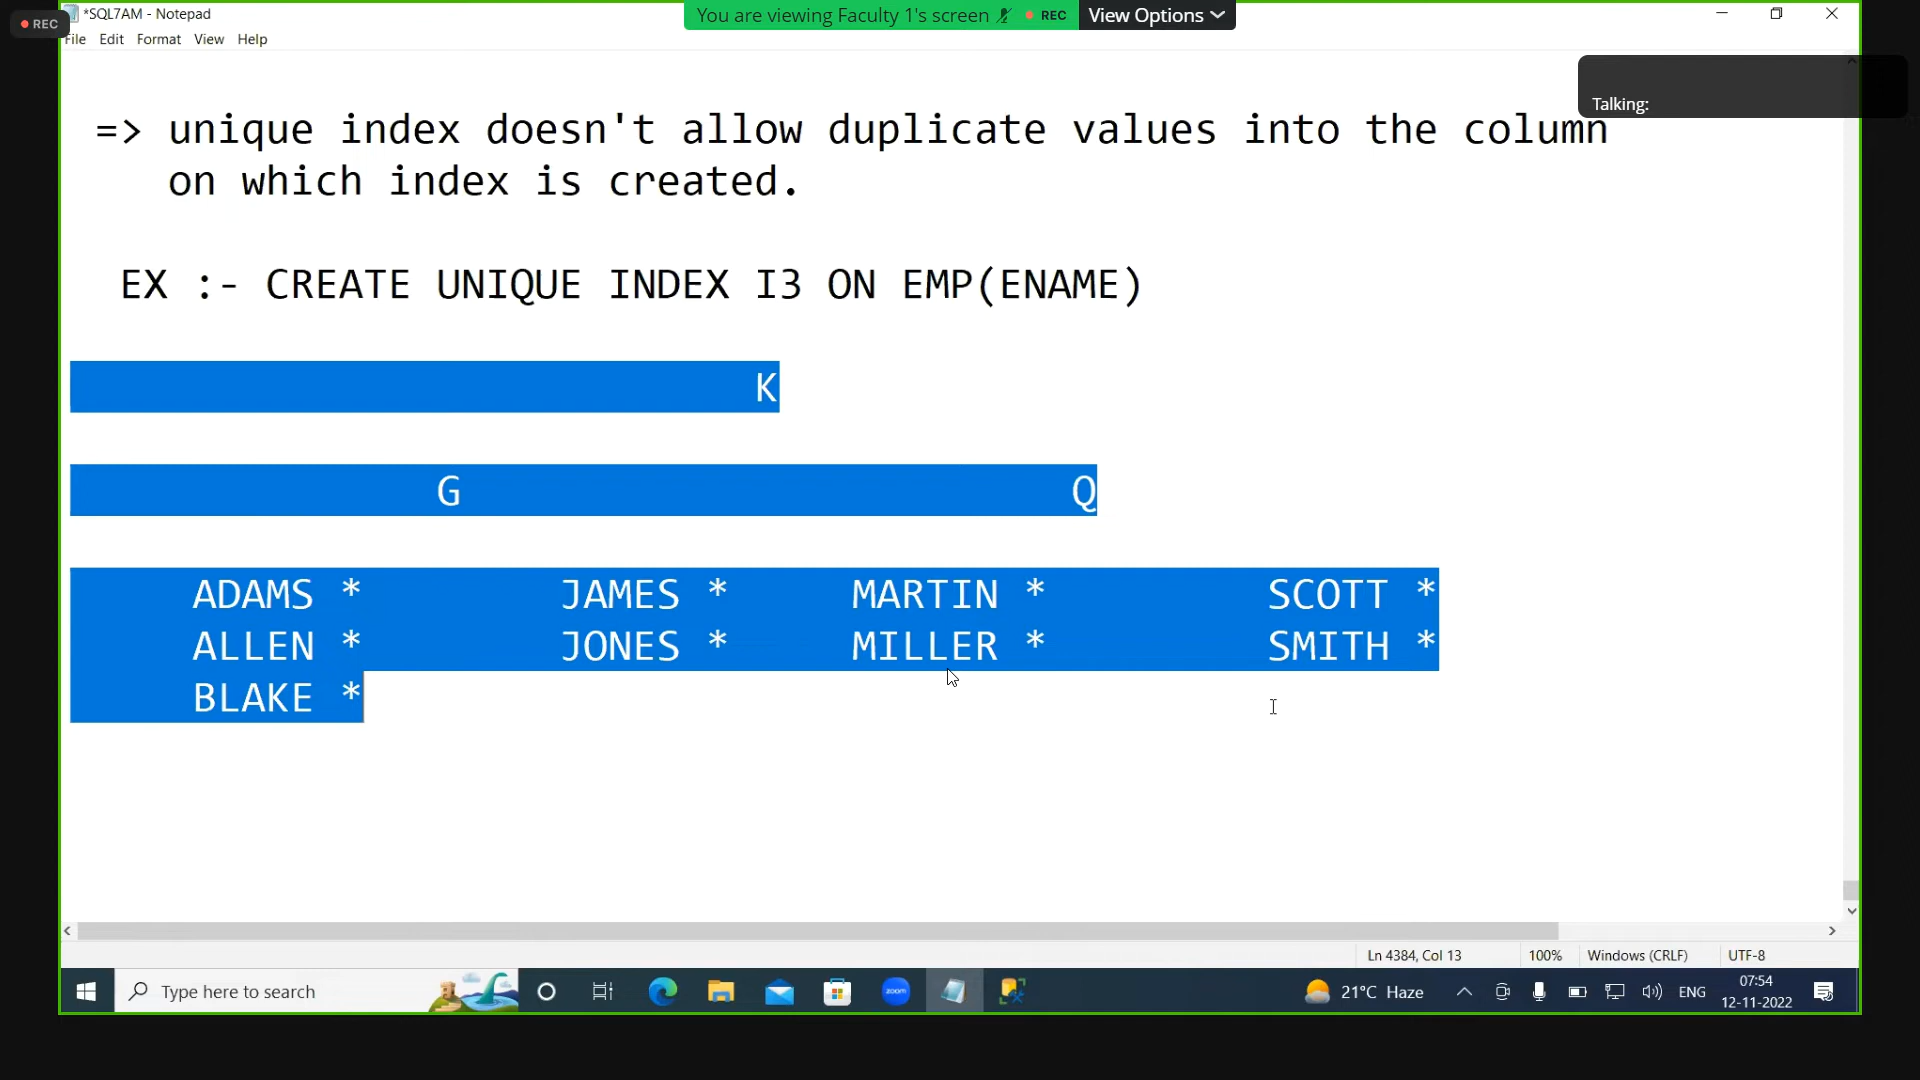 REC
*SQL7AM - Notepad
You are viewing Faculty 1's screen
REC
View Options
File Edit Format View Help
Talking:
=> unique index doesn't allow duplicate values into the column
on which index is created.
EX :- CREATE UNIQUE INDEX I3 ON EMP(ENAME)
K
G Q
ADAMS * JAMES * MARTIN * SCOTT *
ALLEN * JONES * MILLER * SMITH *
BLAKE *
Ln 4384, Col 13 100% Windows (CRLF) UTF-8
Type here to search
zoom
21°C Haze
ENG
07:54
12-11-2022